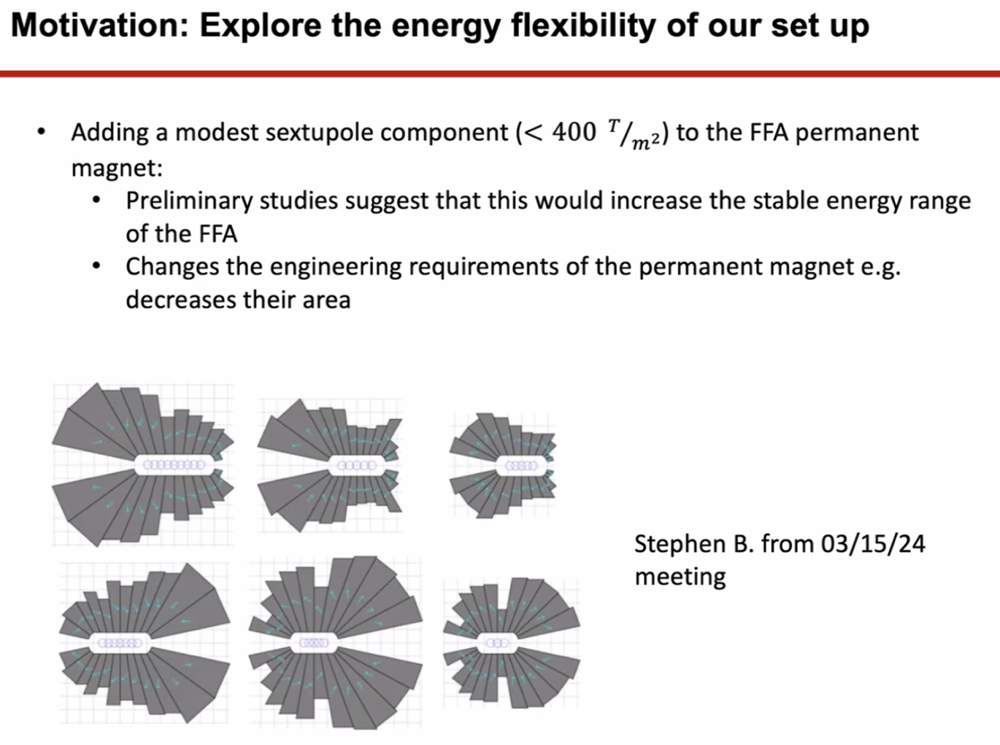 Motivation: Explore the energy flexibility of our set up
• Adding a modest sextupole component (< 400 T/m²) to the FFA permanent
magnet:
• Preliminary studies suggest that this would increase the stable energy range
of the FFA
• Changes the engineering requirements of the permanent magnet e.g.
decreases their area
Stephen B. from 03/15/24
meeting